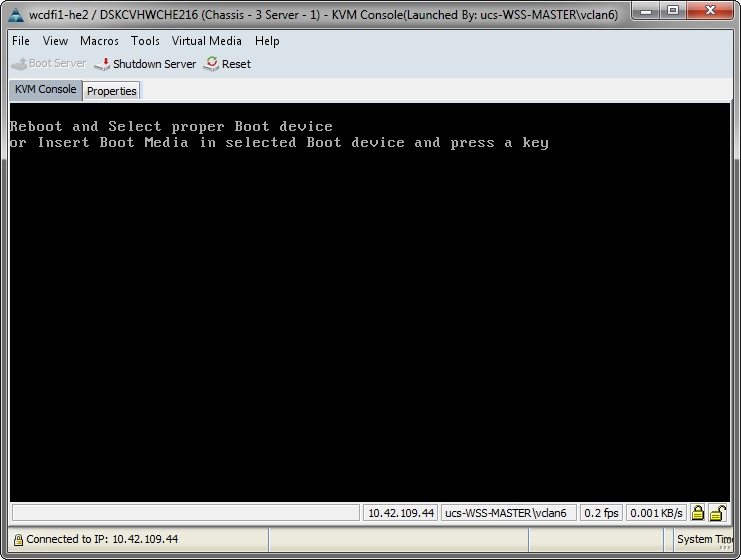 wcdfi1-he2 / DSKCVHWCHE216 (Chassis - 3 Server - 1) - KVM Console(Launched By: ucs-WSS-MASTER\vclan6)
File View Macros Tools Virtual Media Help
Boot Server Shutdown Server Reset
KVM Console Properties
Reboot and Select proper Boot device
or Insert Boot Media in selected Boot device and press a key
10.42.109.44 ucs-WSS-MASTER\vclan6 0.2 fps 0.001 KB/s
Connected to IP: 10.42.109.44 System Time